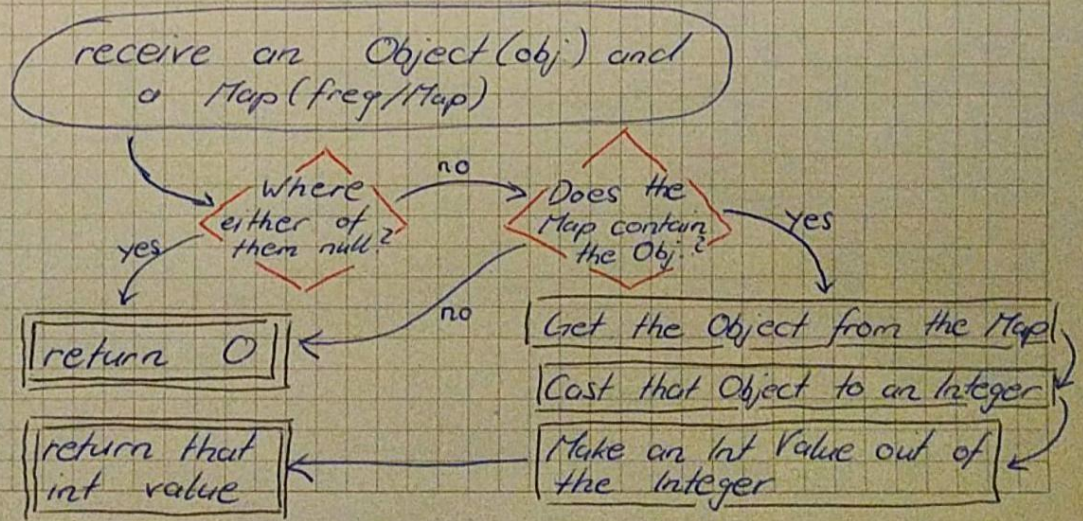 receive an Object(obj) and
a Map(freq/Map)
Where
either of
them null?
no
Does the
Map contain
the Obj.?
yes
yes
no
return 0
Get the Object from the Map
Cast that Object to an Integer
Make an Int Value out of
the Integer
return that
int value